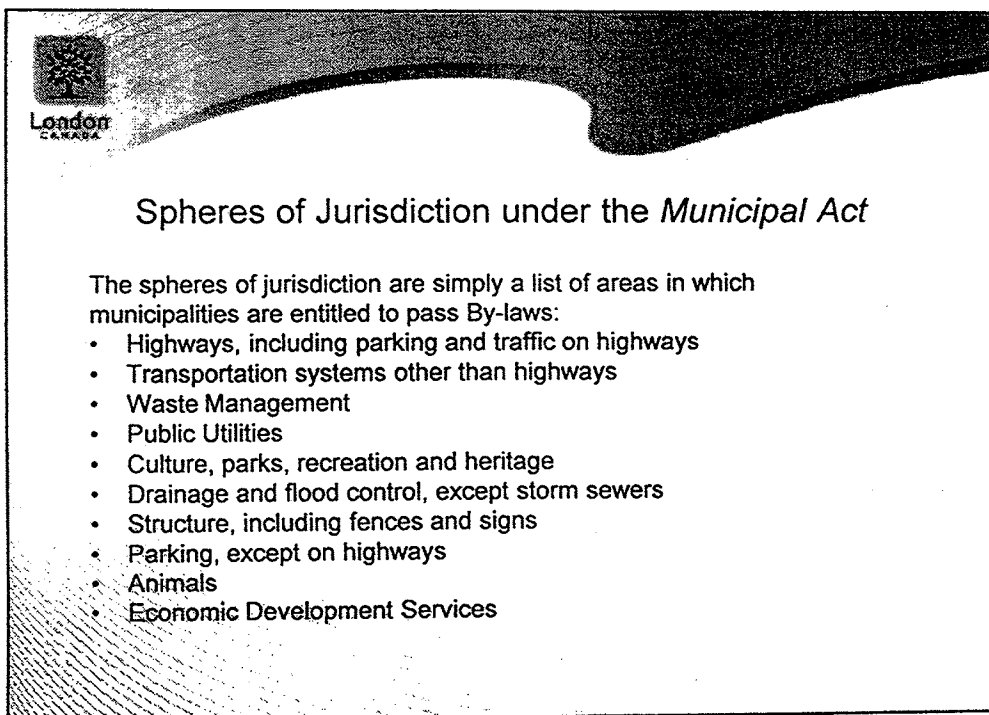 London
CANADA
Spheres of Jurisdiction under the Municipal Act
The spheres of jurisdiction are simply a list of areas in which
municipalities are entitled to pass By-laws:
• Highways, including parking and traffic on highways
• Transportation systems other than highways
• Waste Management
• Public Utilities
• Culture, parks, recreation and heritage
• Drainage and flood control, except storm sewers
• Structure, including fences and signs
• Parking, except on highways
• Animals
• Economic Development Services